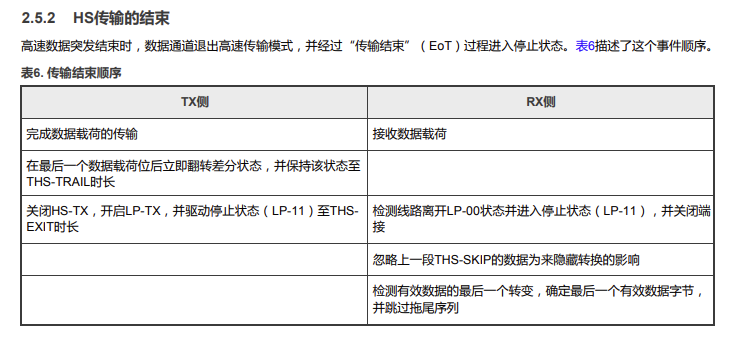 2.5.2 HS传输的结束
高速数据突发结束时，数据通道退出高速传输模式，并经过“传输结束”（EoT）过程进入停止状态。表6描述了这个事件顺序。
表6. 传输结束顺序
TX侧 RX侧
完成数据载荷的传输 接收数据载荷
在最后一个数据载荷位后立即翻转差分状态，并保持该状态至
THS-TRAIL时长
关闭HS-TX，开启LP-TX，并驱动停止状态（LP-11）至THS-
EXIT时长
检测线路离开LP-00状态并进入停止状态（LP-11），并关闭端
接
忽略上一段THS-SKIP的数据为来隐藏转换的影响
检测有效数据的最后一个转变，确定最后一个有效数据字节，
并跳过拖尾序列